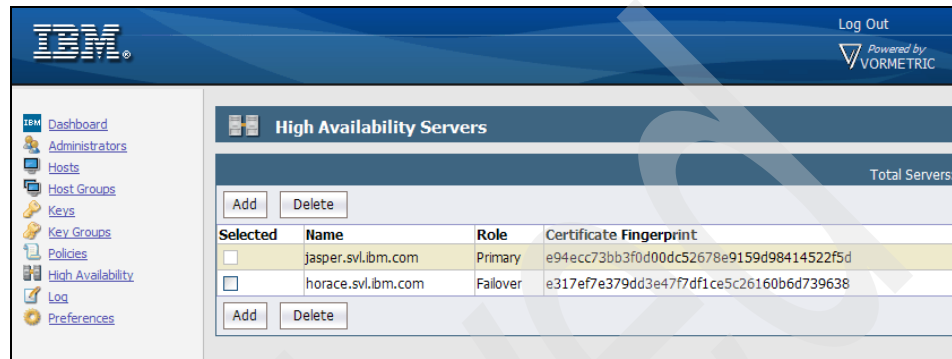 Log Out
IBM®
Powered by
VORMETRIC
IBM Dashboard
Administrators
Hosts
Host Groups
Keys
Key Groups
Policies
High Availability
Log
Preferences
High Availability Servers
Total Servers:
Add Delete
Selected Name Role Certificate Fingerprint
jasper.svl.ibm.com Primary e94ecc73bb3f0d00dc52678e9159d98414522f5d
horace.svl.ibm.com Failover e317ef7e379dd3e47f7df1ce5c26160b6d739638
Add Delete